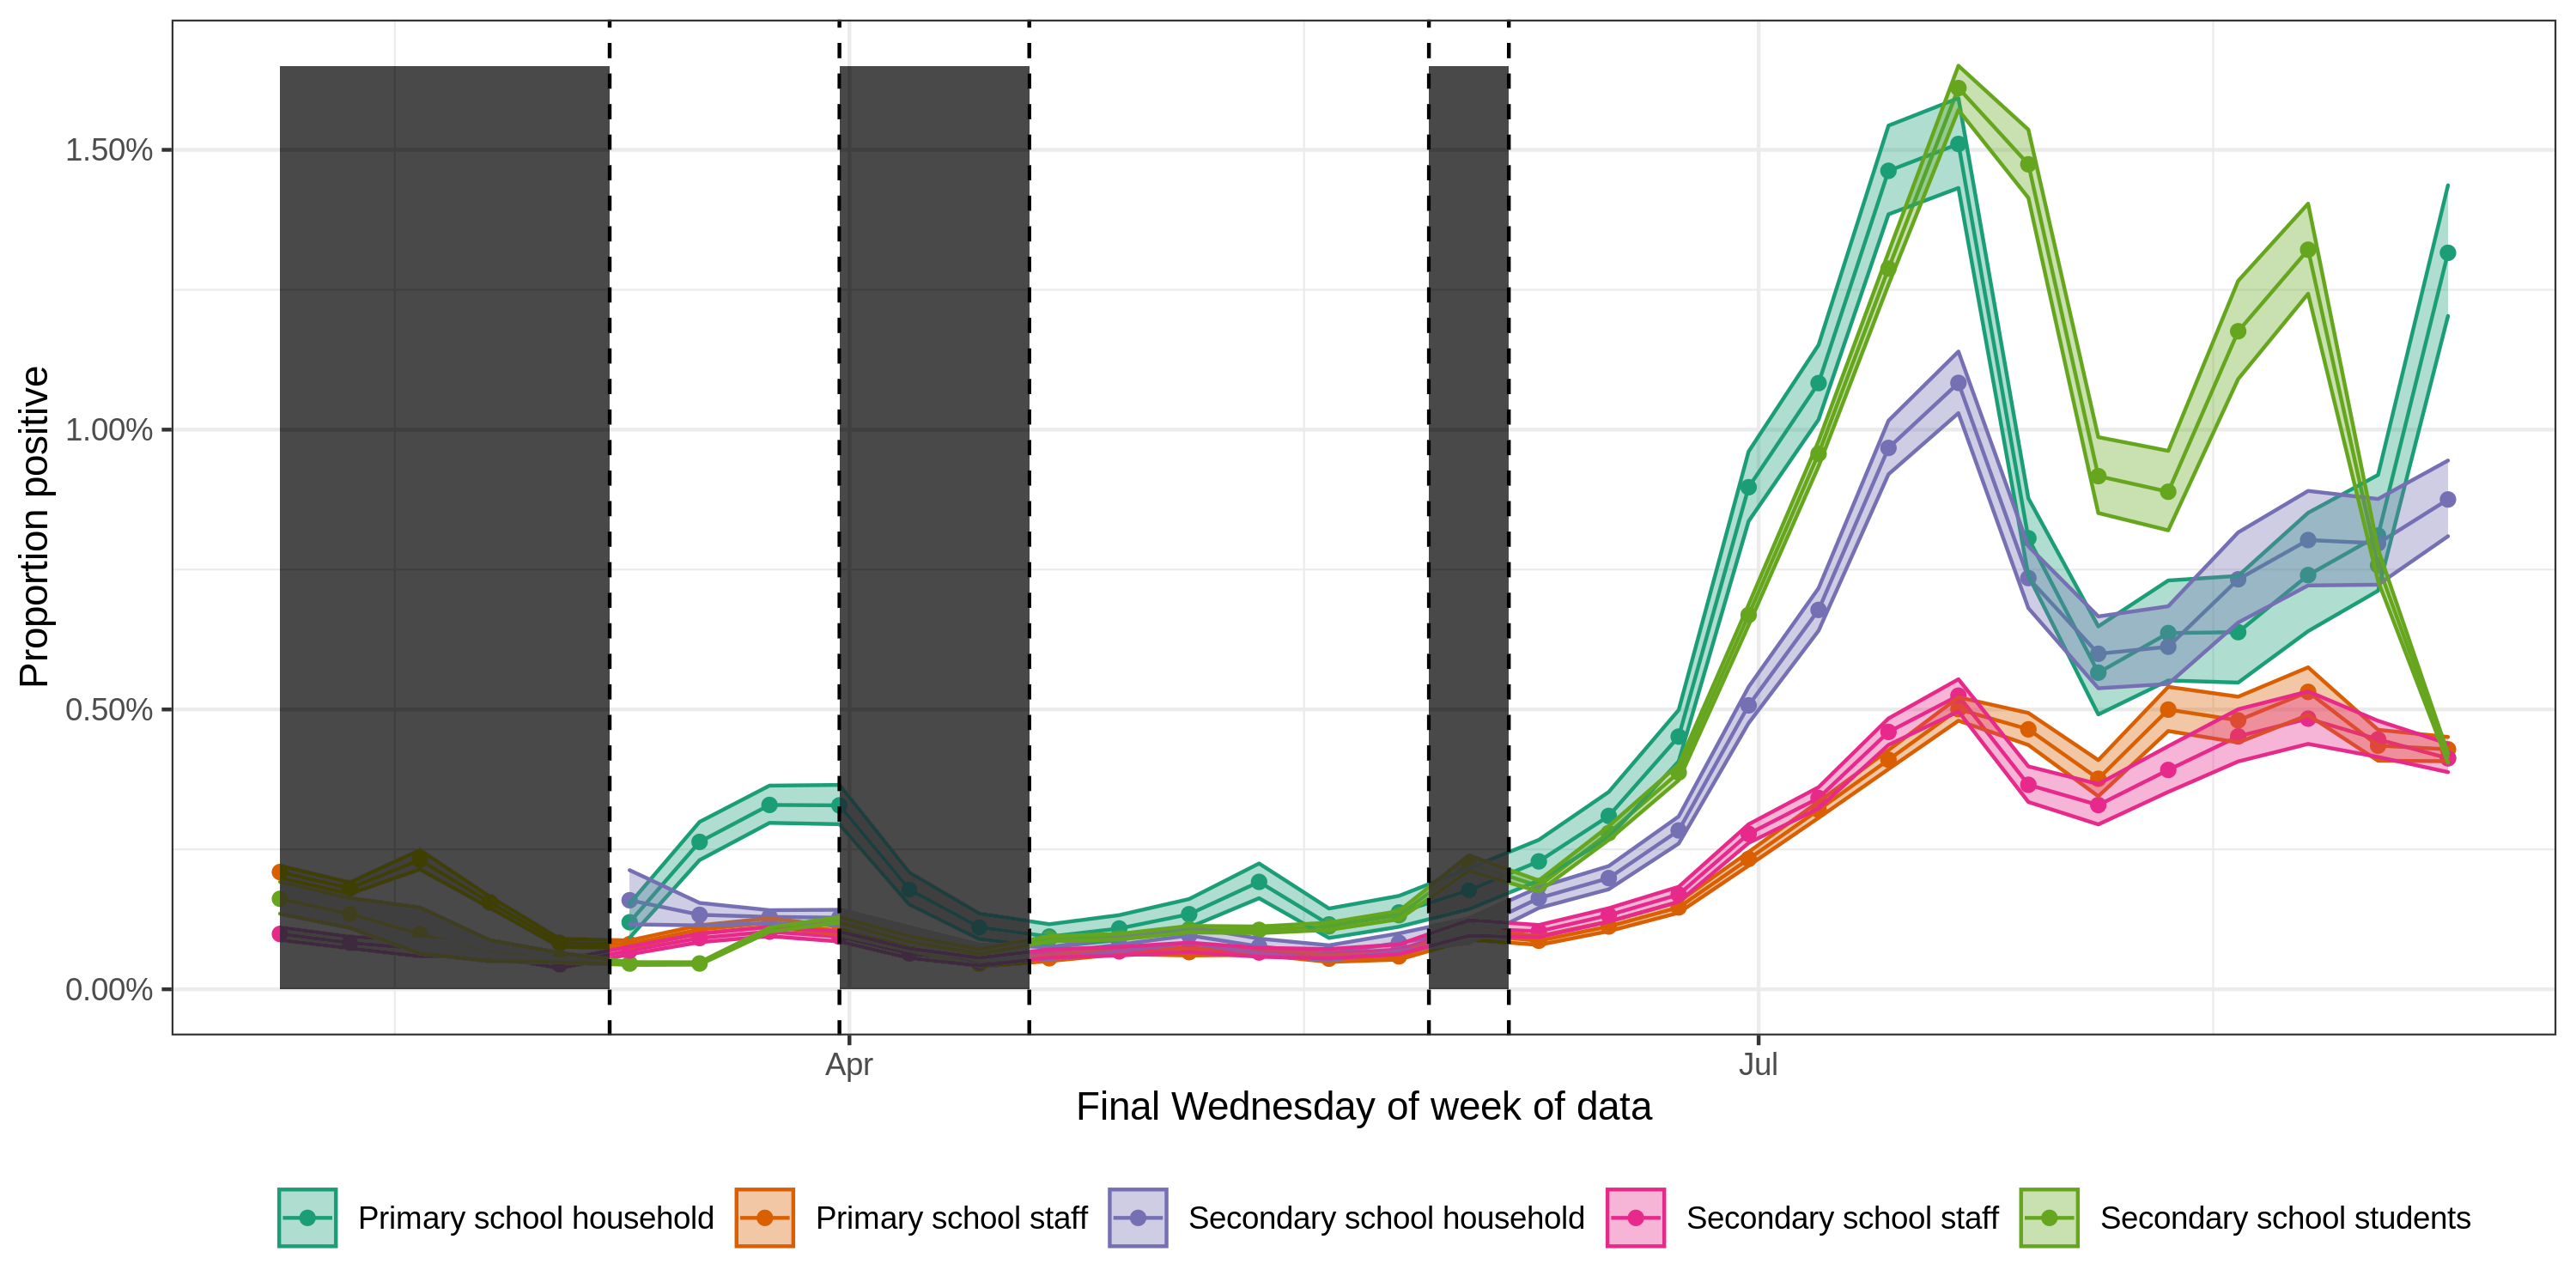 Proportion positive
1.50%
1.00%
0.50%
0.00%
Apr
Jul
Final Wednesday of week of data
Primary school household
Primary school staff
Secondary school household
Secondary school staff
Secondary school students